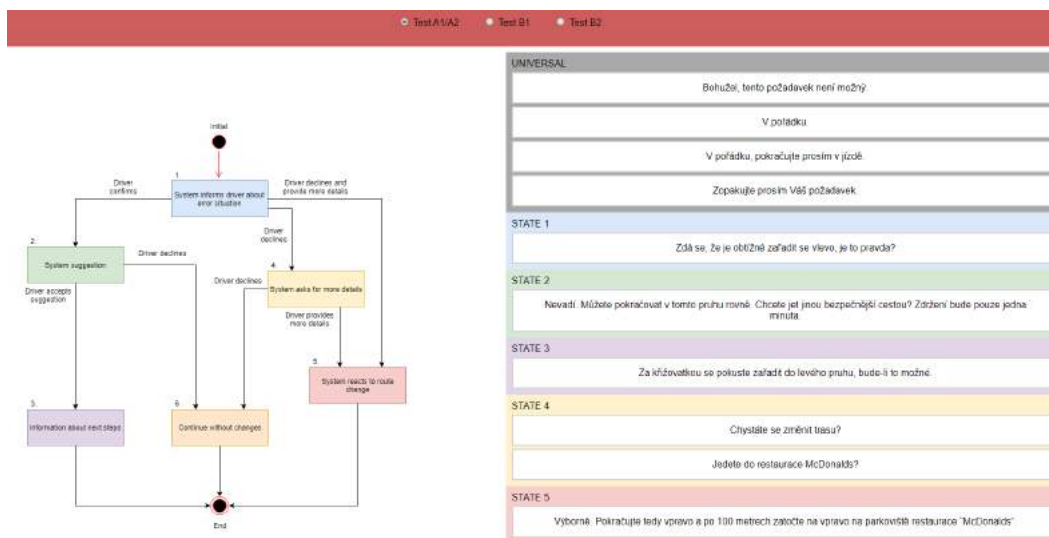 Test A1/A2
Test B1
Test B2
Initial
1.
System informs driver about
error situation
Driver
confirms
Driver declines and
provide more details
Driver
declines
2.
System suggestion
Driver declines
Driver accepts
suggestion
4.
System asks for more details
Driver declines
Driver provides
more details
5.
System reacts to route
change
3.
Information about next steps
6.
Continue without changes
End
UNIVERSAL
Bohužel, tento požadavek není možný.
V pořádku.
V pořádku, pokračujte prosím v jízdě.
Zopakujte prosím Váš požadavek.
STATE 1
Zdá se, že je obtížné zařadit se vlevo, je to pravda?
STATE 2
Nevadí. Můžete pokračovat v tomto pruhu rovně. Chcete jet jinou bezpečnější cestou? Zdržení bude pouze jedna
minuta.
STATE 3
Za křižovatkou se pokuste zařadit do levého pruhu, bude-li to možné.
STATE 4
Chystáte se změnit trasu?
Jedete do restaurace McDonalds?
STATE 5
Výborně. Pokračujte tedy vpravo a po 100 metrech zatočte na vpravo na parkoviště restaurace "McDonalds"